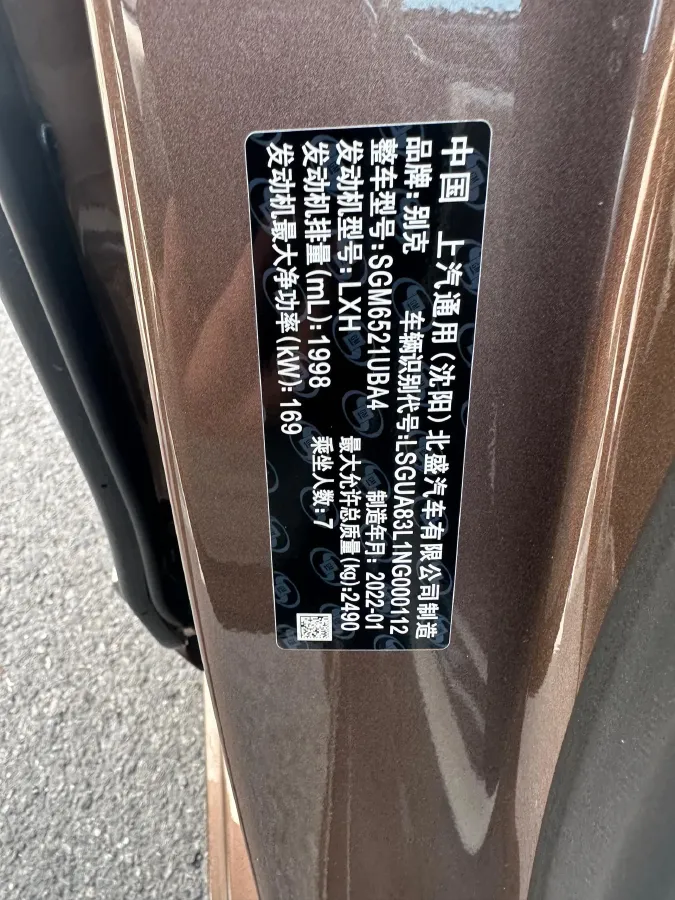 中国 上汽通用(沈阳)北盛汽车有限公司制造
品牌:别克 车辆识别代号:LSGUA83L1NG000112
整车型号:SGM6521UBA4 制造年月:2022-01
发动机型号:LXH 最大允许总质量(kg):2490
发动机排量(mL):1998 乘坐人数:7
发动机最大净功率(kW):169